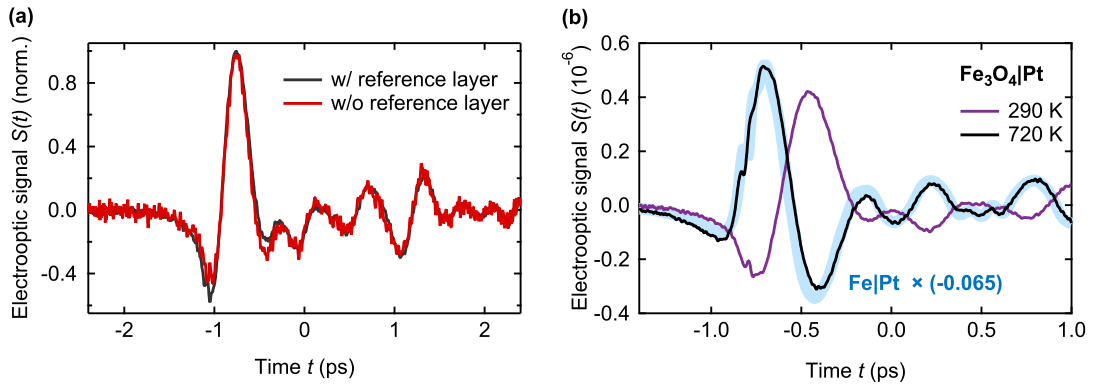 (a)
Electrooptic signal S(t) (norm.)
0.8
0.4
0.0
-0.4
-2
-1
0
1
2
Time t (ps)
w/ reference layer
w/o reference layer
(b)
Electrooptic signal S(t) (10⁻⁶)
0.6
0.4
0.2
0.0
-0.2
-0.4
-1.0
-0.5
0.0
0.5
1.0
Time t (ps)
Fe₃O₄|Pt
290 K
720 K
Fe|Pt × (-0.065)